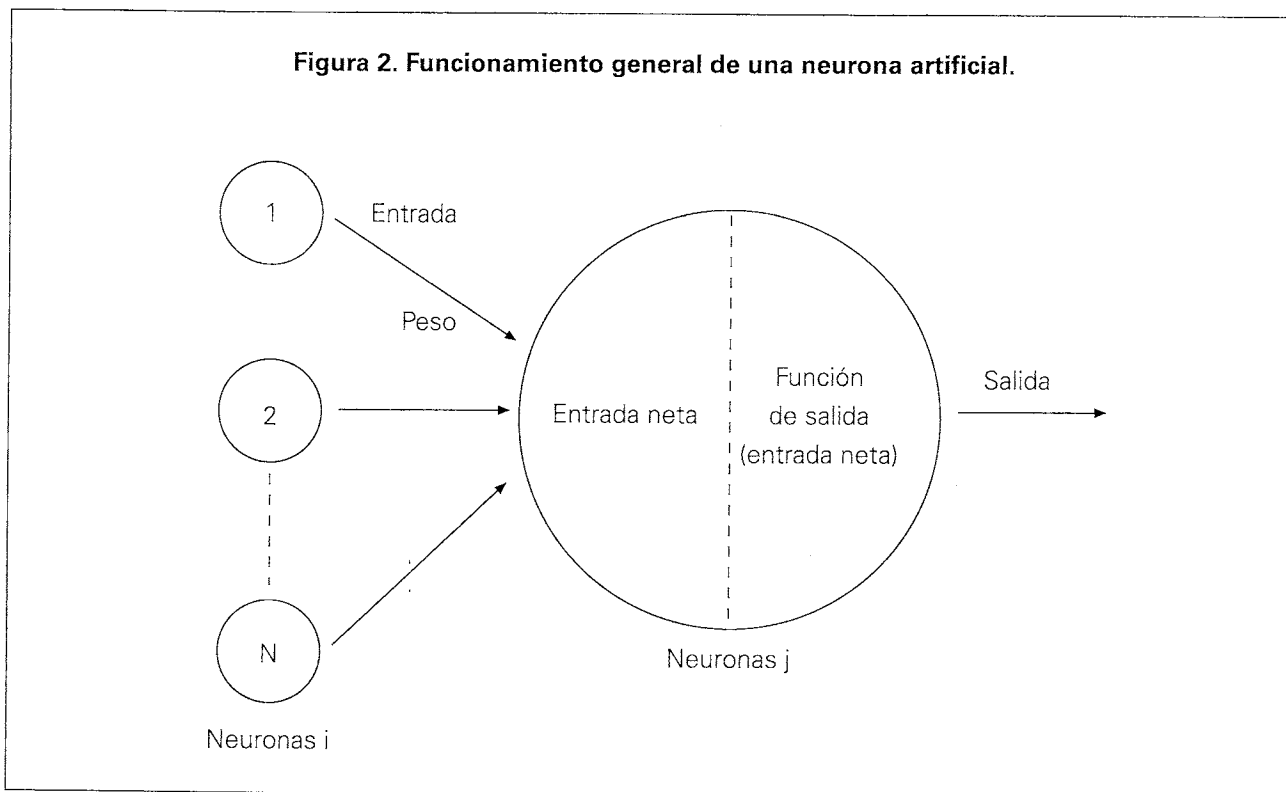 Figura 2. Funcionamiento general de una neurona artificial.
1
Entrada
Peso
2
Entrada neta
Función
de salida
(entrada neta)
Salida
N
Neuronas j
Neuronas i